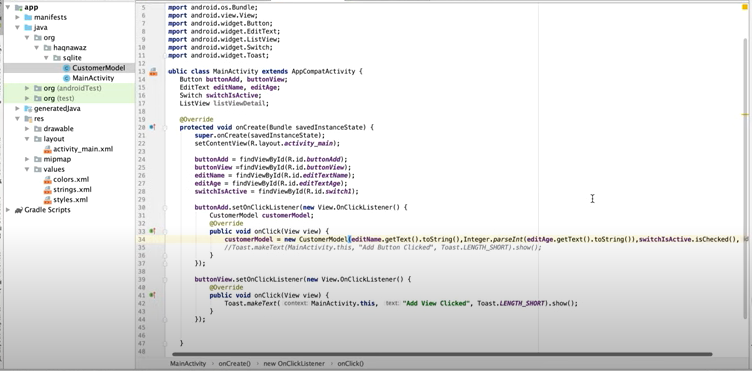 app
manifests
java
org
haqnawaz
sqlite
CustomerModel
MainActivity
org (androidTest)
org (test)
generatedJava
res
drawable
layout
activity_main.xml
mipmap
values
colors.xml
strings.xml
styles.xml
Gradle Scripts
5 import android.os.Bundle;
6 import android.view.View;
7 import android.widget.Button;
8 import android.widget.EditText;
9 import android.widget.ListView;
10 import android.widget.Switch;
11 import android.widget.Toast;
12
13 ublic class MainActivity extends AppCompatActivity {
14 Button buttonAdd, buttonView;
15 EditText editName, editAge;
16 Switch switchIsActive;
17 ListView listViewDetail;
18
19 @Override
20 protected void onCreate(Bundle savedInstanceState) {
21 super.onCreate(savedInstanceState);
22 setContentView(R.layout.activity_main);
23
24 buttonAdd = findViewById(R.id.buttonAdd);
25 buttonView =findViewById(R.id.buttonView);
26 editName = findViewById(R.id.editTextName);
27 editAge = findViewById(R.id.editTextAge);
28 switchIsActive = findViewById(R.id.switch1);
29
30 buttonAdd.setOnClickListener(new View.OnClickListener() {
31 CustomerModel customerModel;
32 @Override
33 public void onClick(View view) {
34 customerModel = new CustomerModel(editName.getText().toString(),Integer.parseInt(editAge.getText().toString()),switchIsActive.isChecked(),
35 //Toast.makeText(MainActivity.this, "Add Button Clicked", Toast.LENGTH_SHORT).show();
36 }
37 });
38
39 buttonView.setOnClickListener(new View.OnClickListener() {
40 @Override
41 public void onClick(View view) {
42 Toast.makeText( context: MainActivity.this, text: "Add View Clicked", Toast.LENGTH_SHORT).show();
43 }
44 });
45
46
47 }
48
MainActivity › onCreate() › new OnClickListener › onClick()